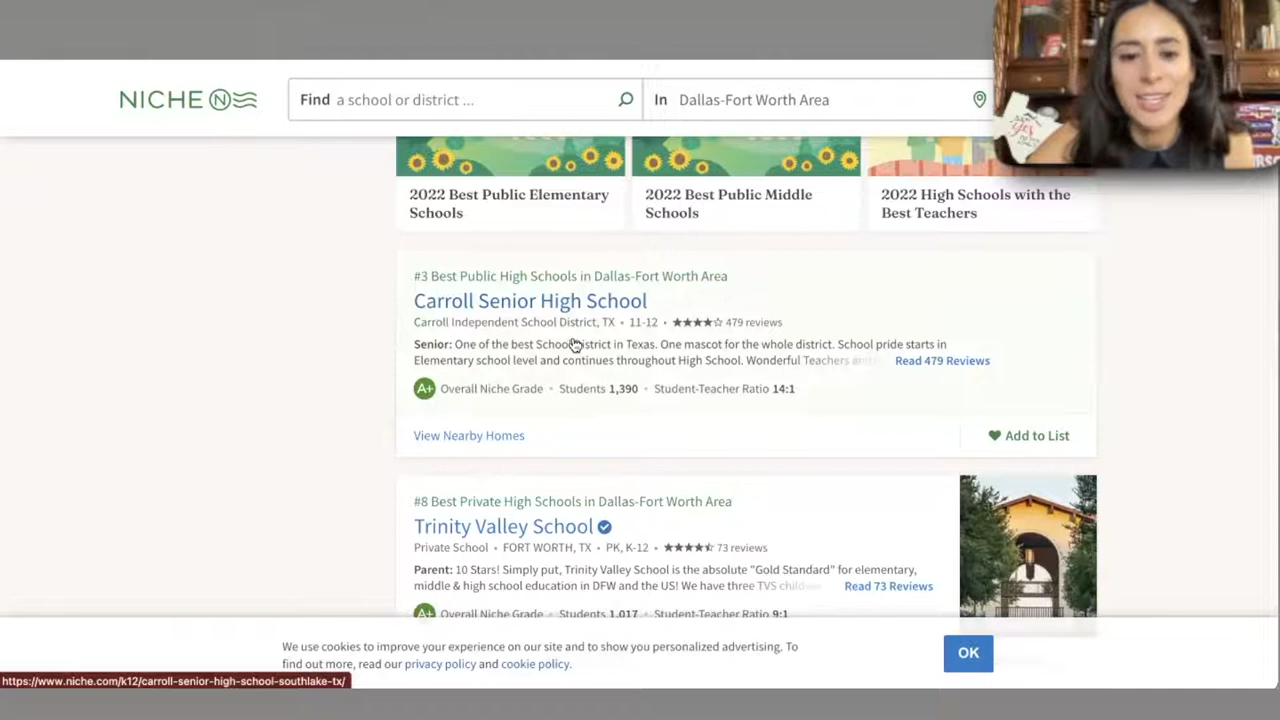 NICHE
Find a school or district ...
In Dallas-Fort Worth Area
yes
2022 Best Public Elementary
Schools
2022 Best Public Middle
Schools
2022 High Schools with the
Best Teachers
#3 Best Public High Schools in Dallas-Fort Worth Area
Carroll Senior High School
Carroll Independent School District, TX • 11-12 • ★★★★☆ 479 reviews
Senior: One of the best School District in Texas. One mascot for the whole district. School pride starts in
Elementary school level and continues throughout High School. Wonderful Teachers Read 479 Reviews
A+ Overall Niche Grade • Students 1,390 • Student-Teacher Ratio 14:1
View Nearby Homes
Add to List
#8 Best Private High Schools in Dallas-Fort Worth Area
Trinity Valley School
Private School • FORT WORTH, TX • PK, K-12 • 73 reviews
Parent: 10 Stars! Simply put, Trinity Valley School is the absolute "Gold Standard" for elementary,
middle & high school education in DFW and the US! We have three TVS Read 73 Reviews
A+ Overall Niche Grade • Students 1,017 • Student-Teacher Ratio 9:1
We use cookies to improve your experience on our site and to show you personalized advertising. To
find out more, read our privacy policy and cookie policy.
OK
https://www.niche.com/k12/carroll-senior-high-school-southlake-tx/